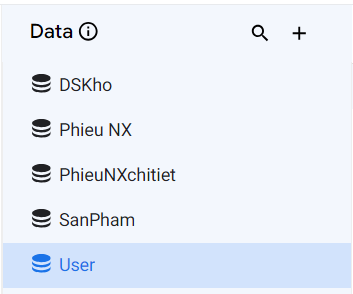 Data
DSKho
Phieu NX
PhieuNXchitiet
SanPham
User